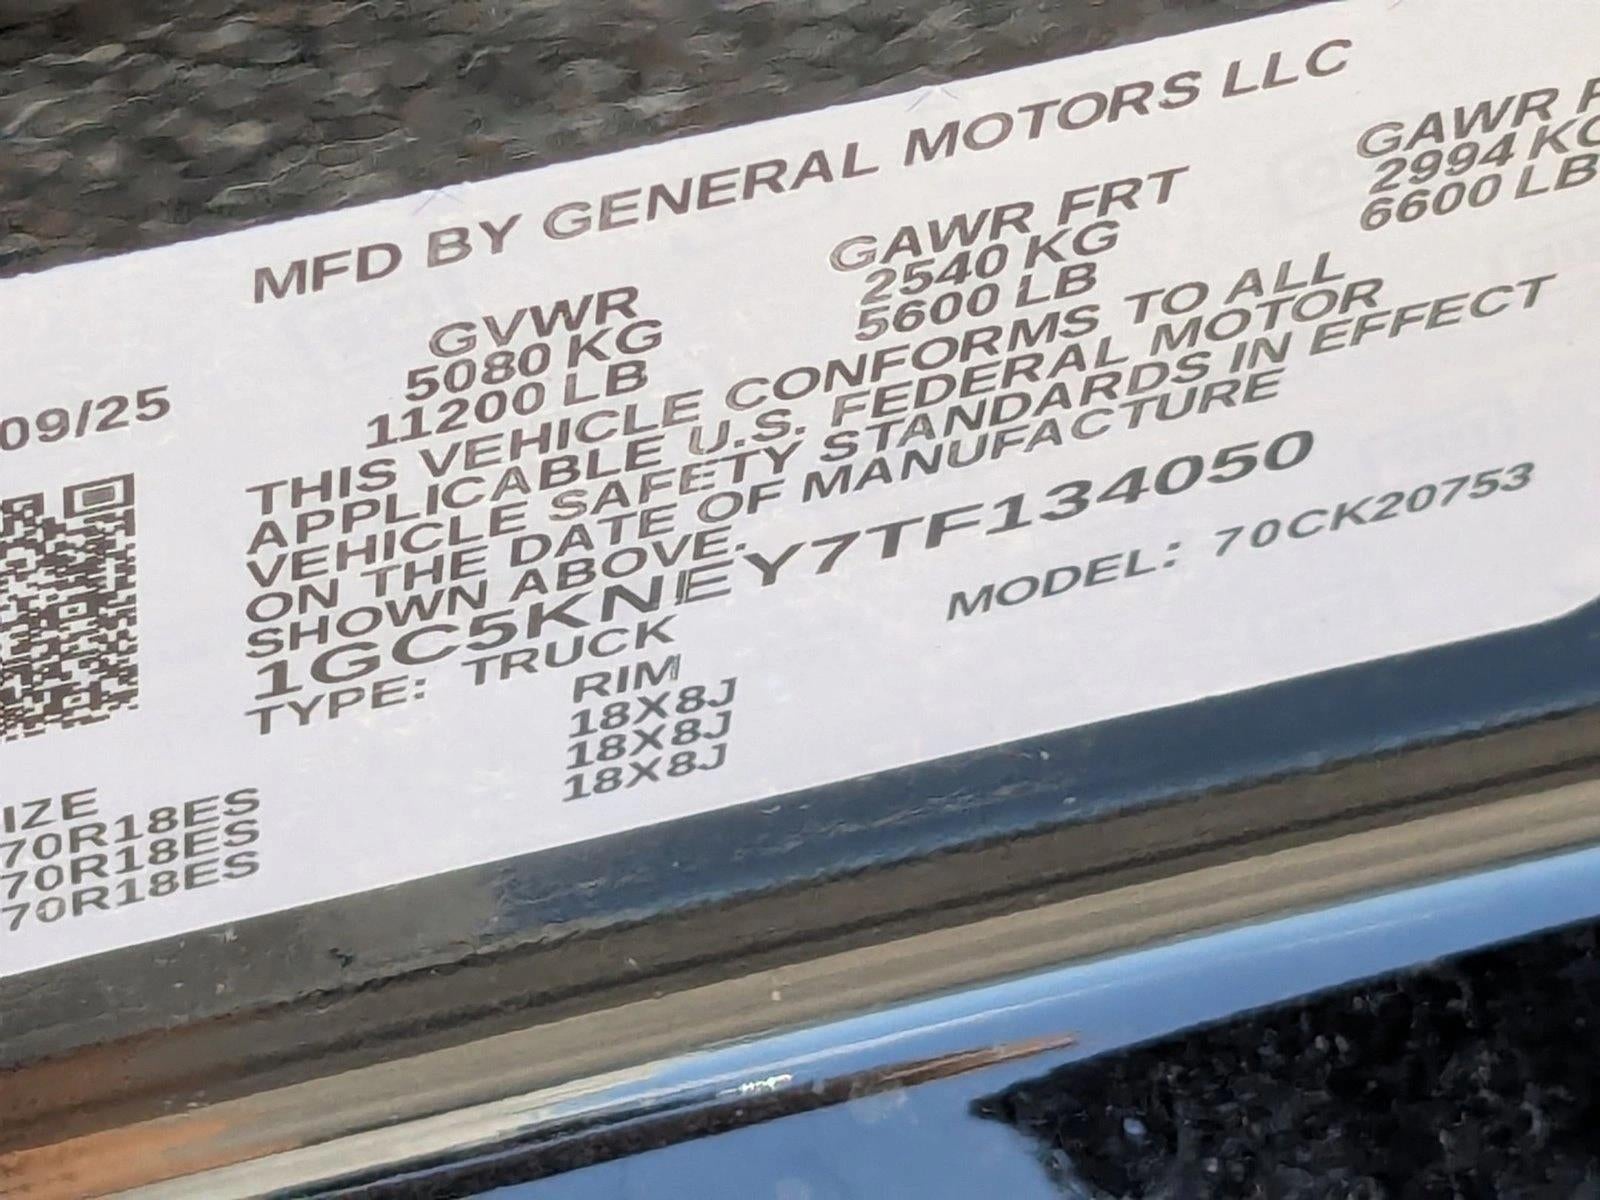 MFD BY GENERAL MOTORS LLC
09/25
GVWR
5080 KG
11200 LB
GAWR FRT
2540 KG
5600 LB
GAWR
2994 KG
6600 LB
THIS VEHICLE CONFORMS TO ALL
APPLICABLE U.S. FEDERAL MOTOR
VEHICLE SAFETY STANDARDS IN EFFECT
ON THE DATE OF MANUFACTURE
SHOWN ABOVE.
1GC5KNEY7TF134050
TYPE: TRUCK
MODEL: 70CK20753
IZE
70R18ES
70R18ES
70R18ES
RIM
18X8J
18X8J
18X8J